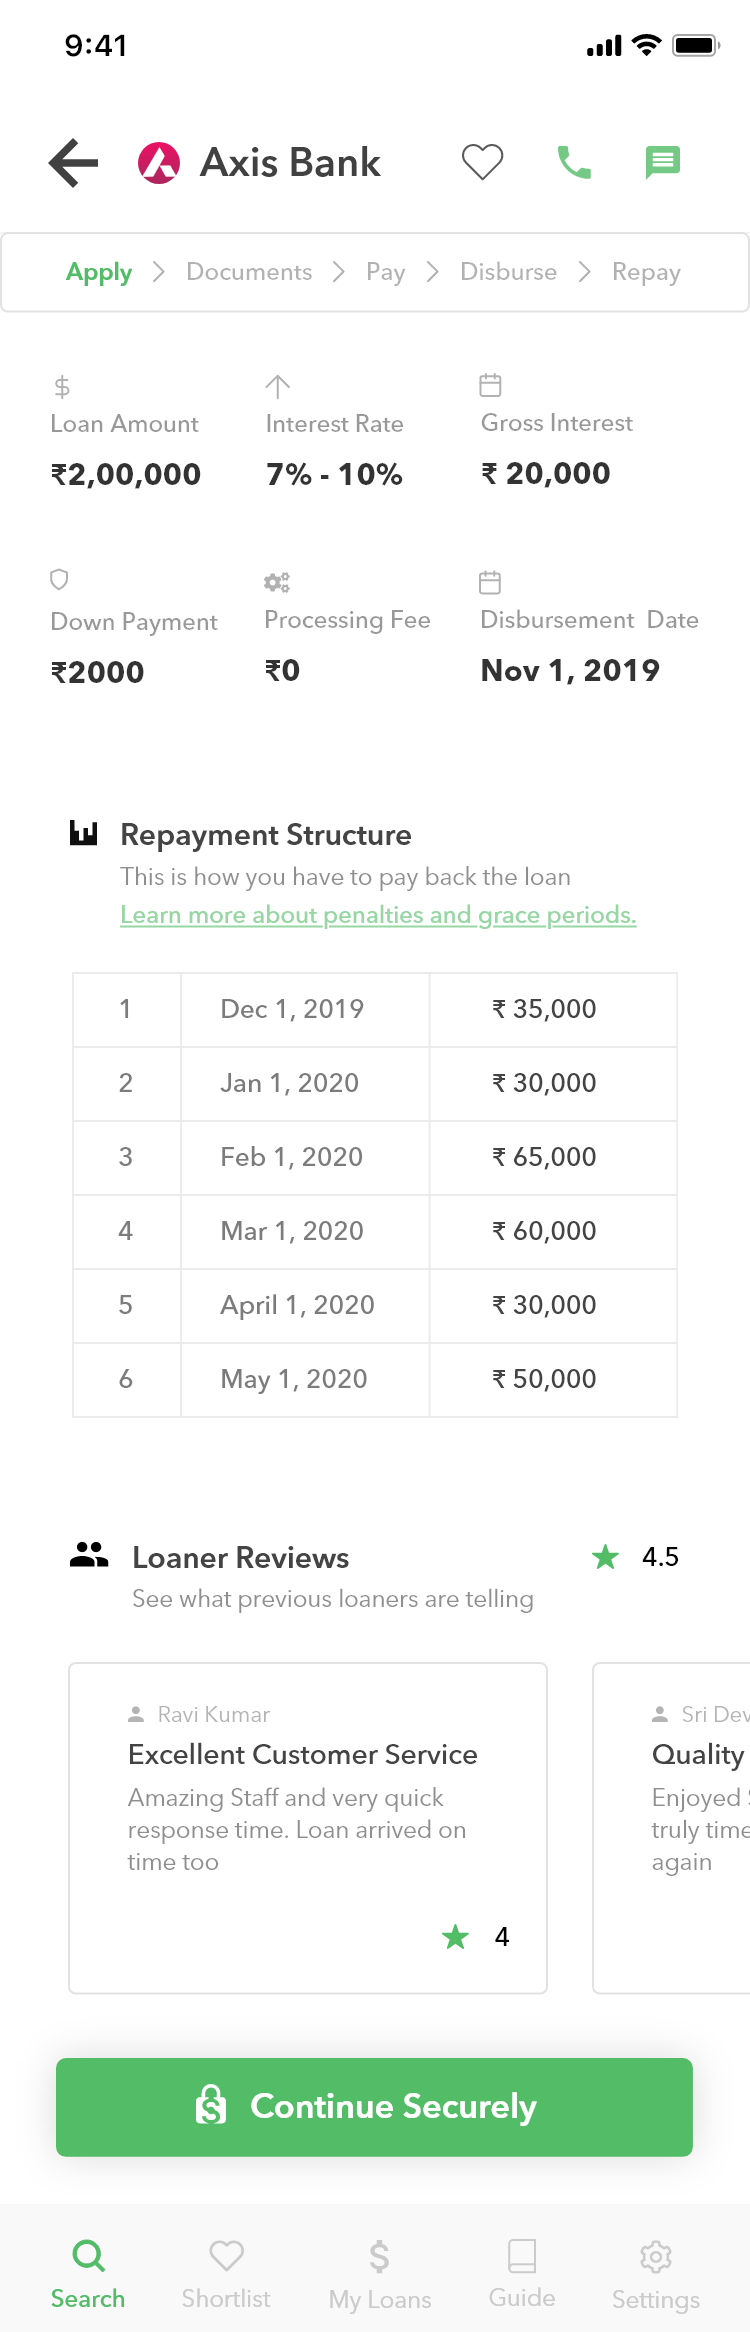 9:41
Axis Bank
Apply Documents Pay Disburse Repay
Loan Amount Interest Rate Gross Interest
₹2,00,000 7% - 10% ₹ 20,000
Down Payment Processing Fee Disbursement Date
₹2000 ₹0 Nov 1, 2019
Repayment Structure
This is how you have to pay back the loan
Learn more about penalties and grace periods.
1 Dec 1, 2019 ₹ 35,000
2 Jan 1, 2020 ₹ 30,000
3 Feb 1, 2020 ₹ 65,000
4 Mar 1, 2020 ₹ 60,000
5 April 1, 2020 ₹ 30,000
6 May 1, 2020 ₹ 50,000
Loaner Reviews 4.5
See what previous loaners are telling
Ravi Kumar
Excellent Customer Service
Amazing Staff and very quick
response time. Loan arrived on
time too
4
Sri Dev
Quality
Enjoyed
truly time
again
Continue Securely
Search Shortlist My Loans Guide Settings